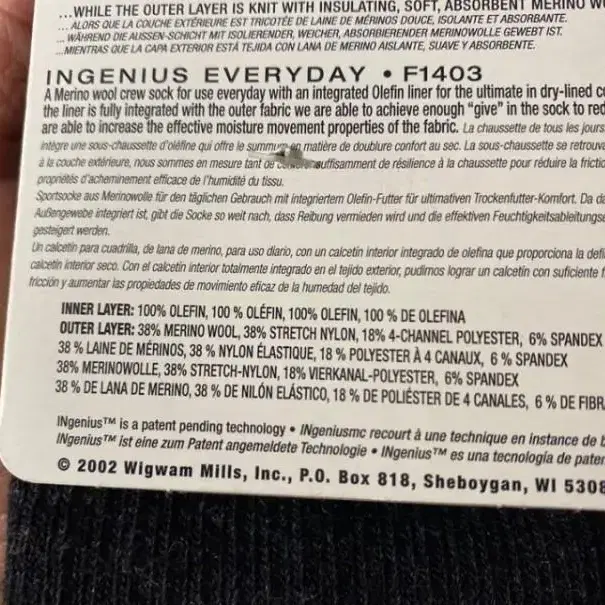 ...WHILE THE OUTER LAYER IS KNIT WITH INSULATING, SOFT, ABSORBENT MERINO
... ALORS QUE LA COUCHE EXTÉRIEURE EST TRICOTÉE DE LAINE DE MÉRINOS DOUCE, ISOLANTE ET ABSORBANTE.
... WÄHREND DIE AUSSEN-SCHICHT MIT ISOLIERENDER, WEICHER, ABSORBIERENDER MERINOWOLLE GEWEBT IST.
...MIENTRAS QUE LA CAPA EXTERIOR ESTÁ TEJIDA CON LANA DE MERINO AISLANTE, SUAVE Y ABSORBENTE.
INGENIUS EVERYDAY • F1403
A Merino wool crew sock for use everyday with an integrated Olefin liner for the ultimate in dry-lined
the liner is fully integrated with the outer fabric we are able to achieve enough "give" in the sock to
are able to increase the effective moisture movement properties of the fabric. La chaussette de tous les jours
intègre une sous-chaussette d'oléfine qui offre le summum en matière de doublure confort au sec. La sous-chaussette se
à la couche extérieure, nous sommes en mesure tant de suffisamment de résilience à la chaussette pour réduire la
propriétés d'acheminement efficace de l'humidité du tissu.
Sportsocke aus Merinowolle für den täglichen Gebrauch mit integriertem Olefin-Futter für ultimativen Trockenfutter-Komfort. Da
Außengewebe integriert ist, gibt die Socke so weit nach, dass Reibung vermieden wird und die effektiven
gesteigert werden.
Un calcetín para cuadrilla, de lana de merino, para uso diario, con un calcetín interior integrado de olefina que proporciona la
calcetín interior seco. Con el calcetín interior totalmente integrado en el tejido exterior, pudimos lograr un calcetín con suficiente
fricción y aumentar las propiedades de movimiento eficaz de la humedad del tejido.
INNER LAYER: 100% OLEFIN, 100 % OLÉFIN, 100% OLEFIN, 100 % DE OLEFINA
OUTER LAYER: 38% MERINO WOOL, 38% STRETCH NYLON, 18% 4-CHANNEL POLYESTER, 6% SPANDEX
38 % LAINE DE MÉRINOS, 38 % NYLON ÉLASTIQUE, 18 % POLYESTER À 4 CANAUX, 6 % SPANDEX
38% MERINOWOLLE, 38% STRETCH-NYLON, 18% VIERKANAL-POLYESTER, 6% SPANDEX
38 % DE LANA DE MERINO, 38 % DE NILÓN ELÁSTICO, 18 % DE POLIÉSTER DE 4 CANALES, 6 % DE
INgenius™ is a patent pending technology • INgeniusmc recourt à une technique en instance de
INgenius™ ist eine zum Patent angemeldete Technologie • INgenius™ es una tecnología de
© 2002 Wigwam Mills, Inc., P.O. Box 818, Sheboygan, WI